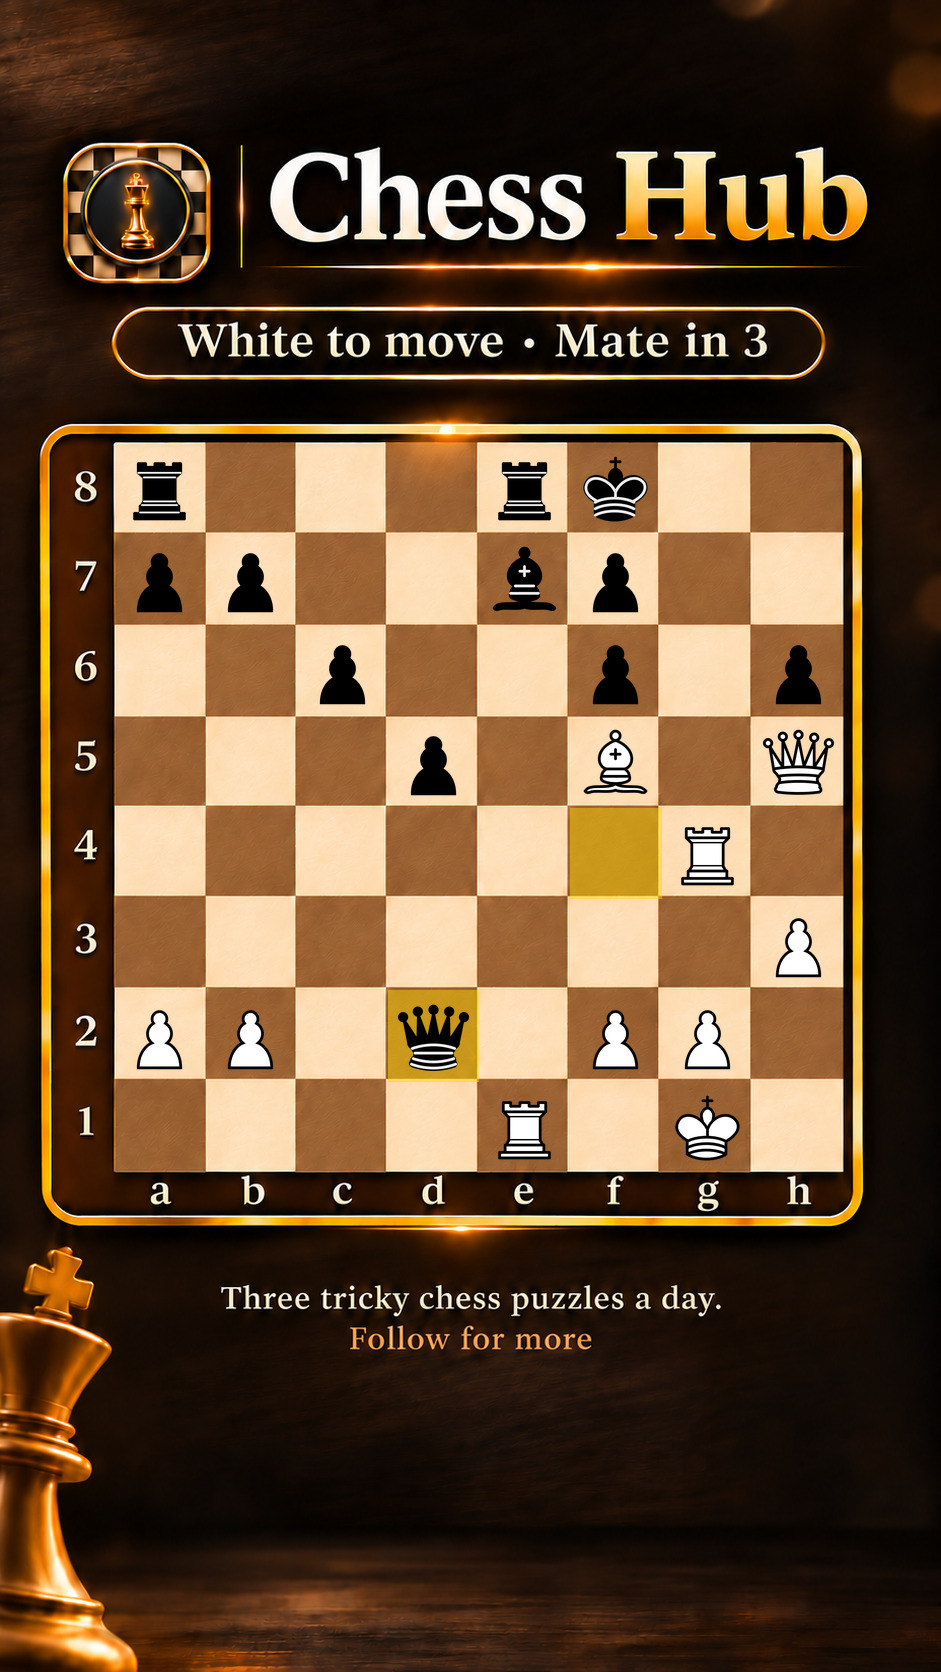 Chess Hub
White to move • Mate in 3
8
7
6
5
4
3
2
1
a b c d e f g h
Three tricky chess puzzles a day.
Follow for more